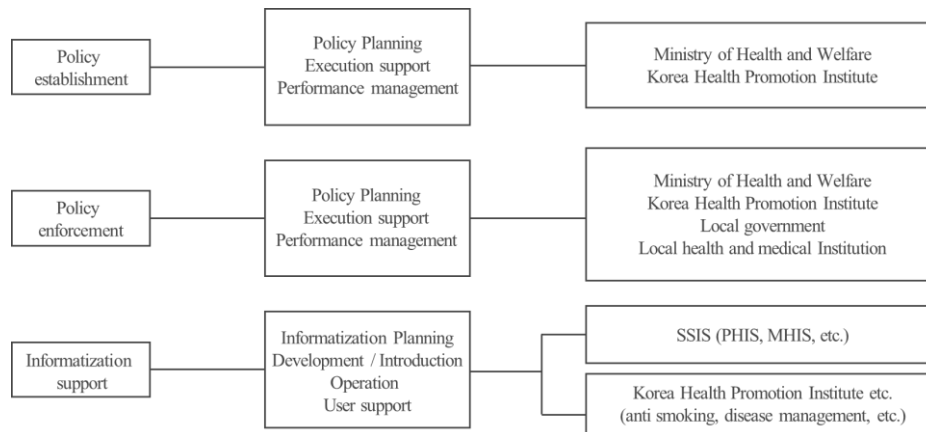 Policy
establishment
Policy Planning
Execution support
Performance management
Ministry of Health and Welfare
Korea Health Promotion Institute
Policy
enforcement
Policy Planning
Execution support
Performance management
Ministry of Health and Welfare
Korea Health Promotion Institute
Local government
Local health and medical Institution
Informatization
support
Informatization Planning
Development / Introduction
Operation
User support
SSIS (PHIS, MHIS, etc.)
Korea Health Promotion Institute etc.
(anti smoking, disease management, etc.)